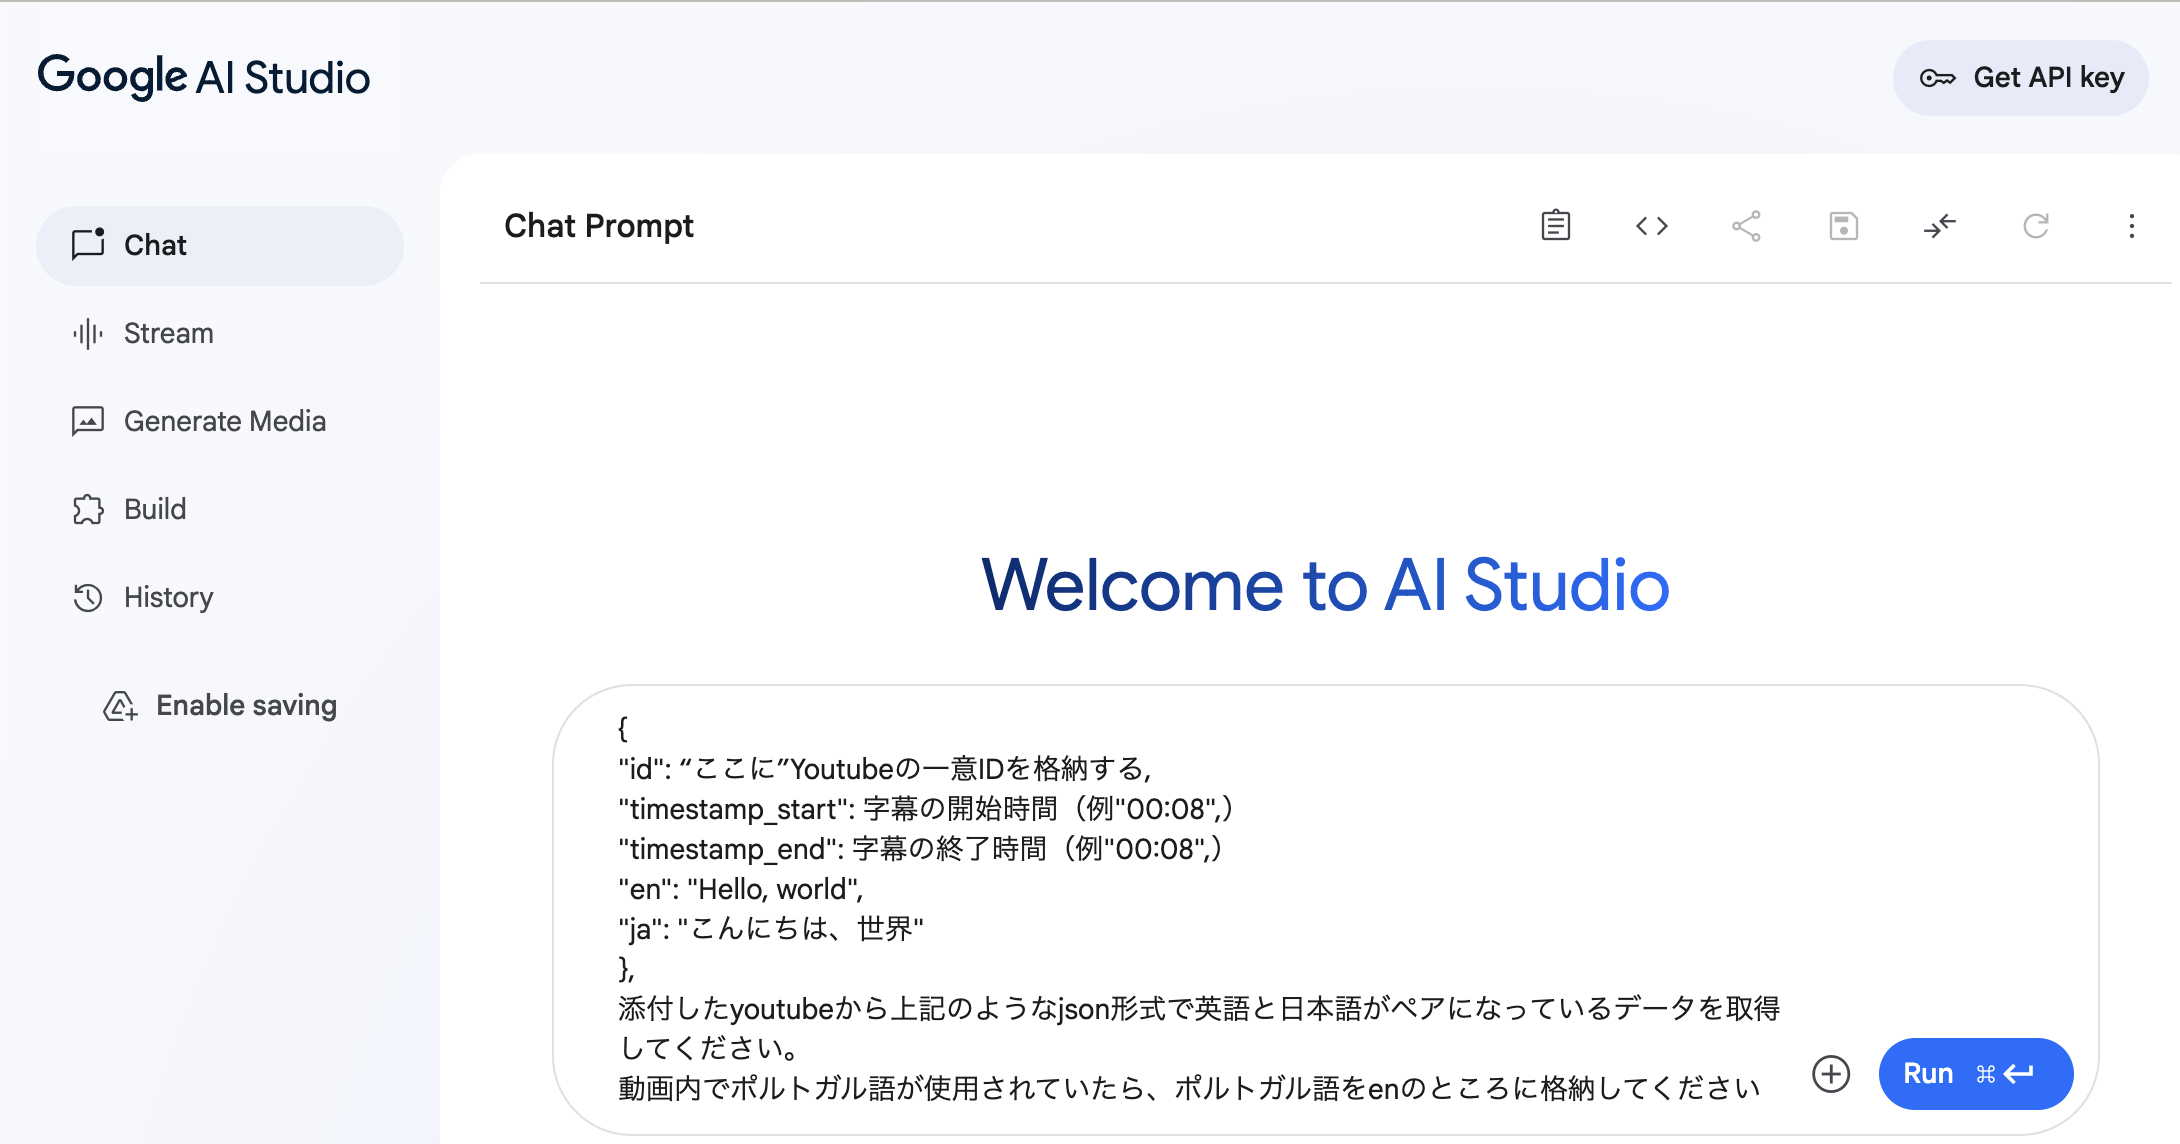 Google AI Studio
Get API key
Chat
Stream
Generate Media
Build
History
Enable saving
Chat Prompt
Welcome to AI Studio
{
"id": “ここに”Youtubeの一意IDを格納する,
"timestamp_start": 字幕の開始時間（例"00:08",）
"timestamp_end": 字幕の終了時間（例"00:08",）
"en": "Hello, world",
"ja": "こんにちは、世界"
},
添付したyoutubeから上記のようなjson形式で英語と日本語がペアになっているデータを取得
してください。
動画内でポルトガル語が使用されていたら、ポルトガル語をenのところに格納してください
Run ⌘